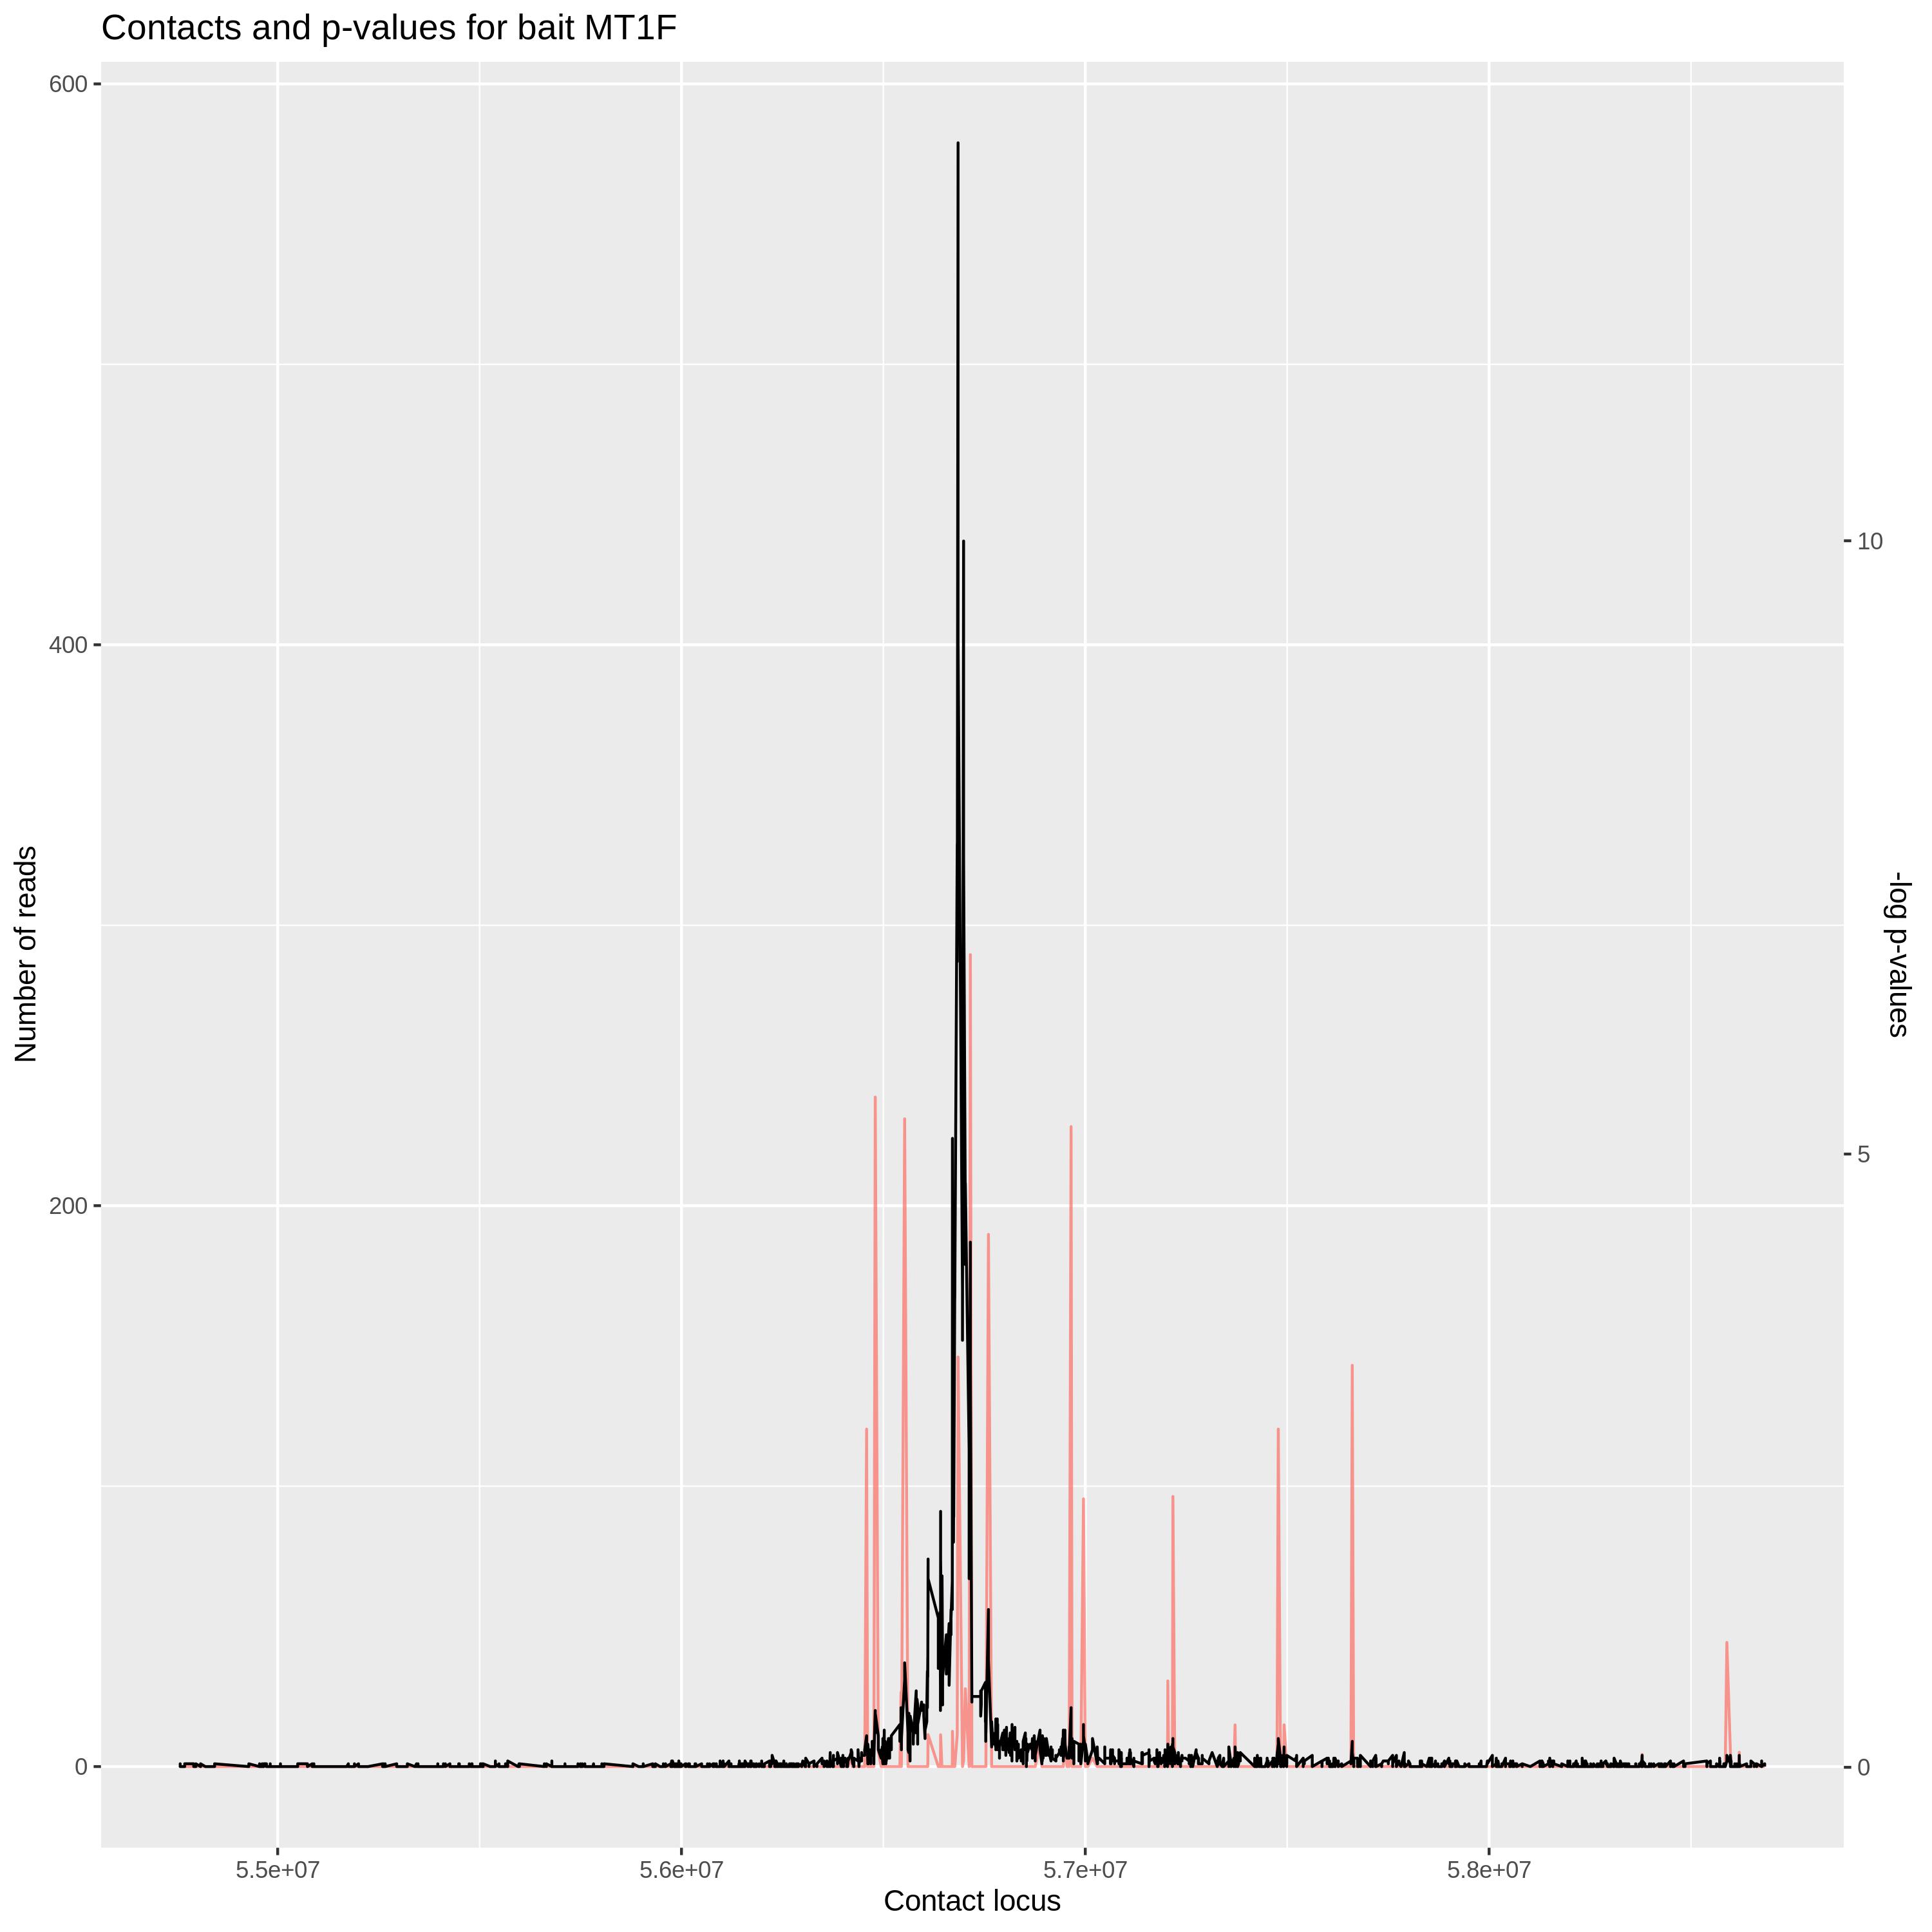 Contacts and p-values for bait MT1F
600
400
200
0
Number of reads
10
5
0
-log p-values
5.5e+07
5.6e+07
5.7e+07
5.8e+07
Contact locus